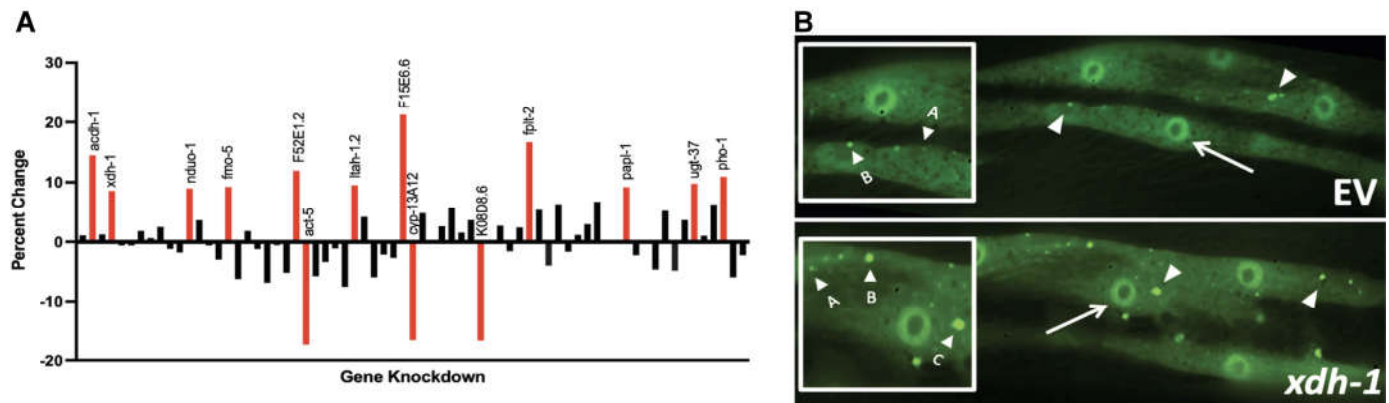 A
Percent Change
30
20
10
0
-10
-20
acdh-1
xdh-1
nduo-1
fmo-5
F52E1.2
act-5
ltah-1.2
F15E6.6
cyp-13A12
K08D8.6
fplt-2
papl-1
ugt-37
pho-1
Gene Knockdown
B
A
B
EV
A
B
C
xdh-1